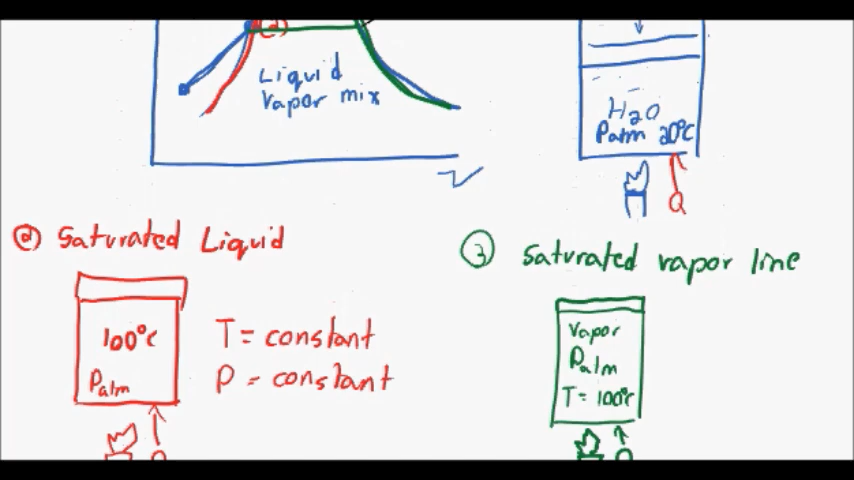 (2)
Liquid
Vapor mix
V
H2O
Patm 20°C
Q
(2) Saturated Liquid
100°C
Patm
T = constant
P = constant
(3) Saturated vapor line
Vapor
Patm
T = 100°C